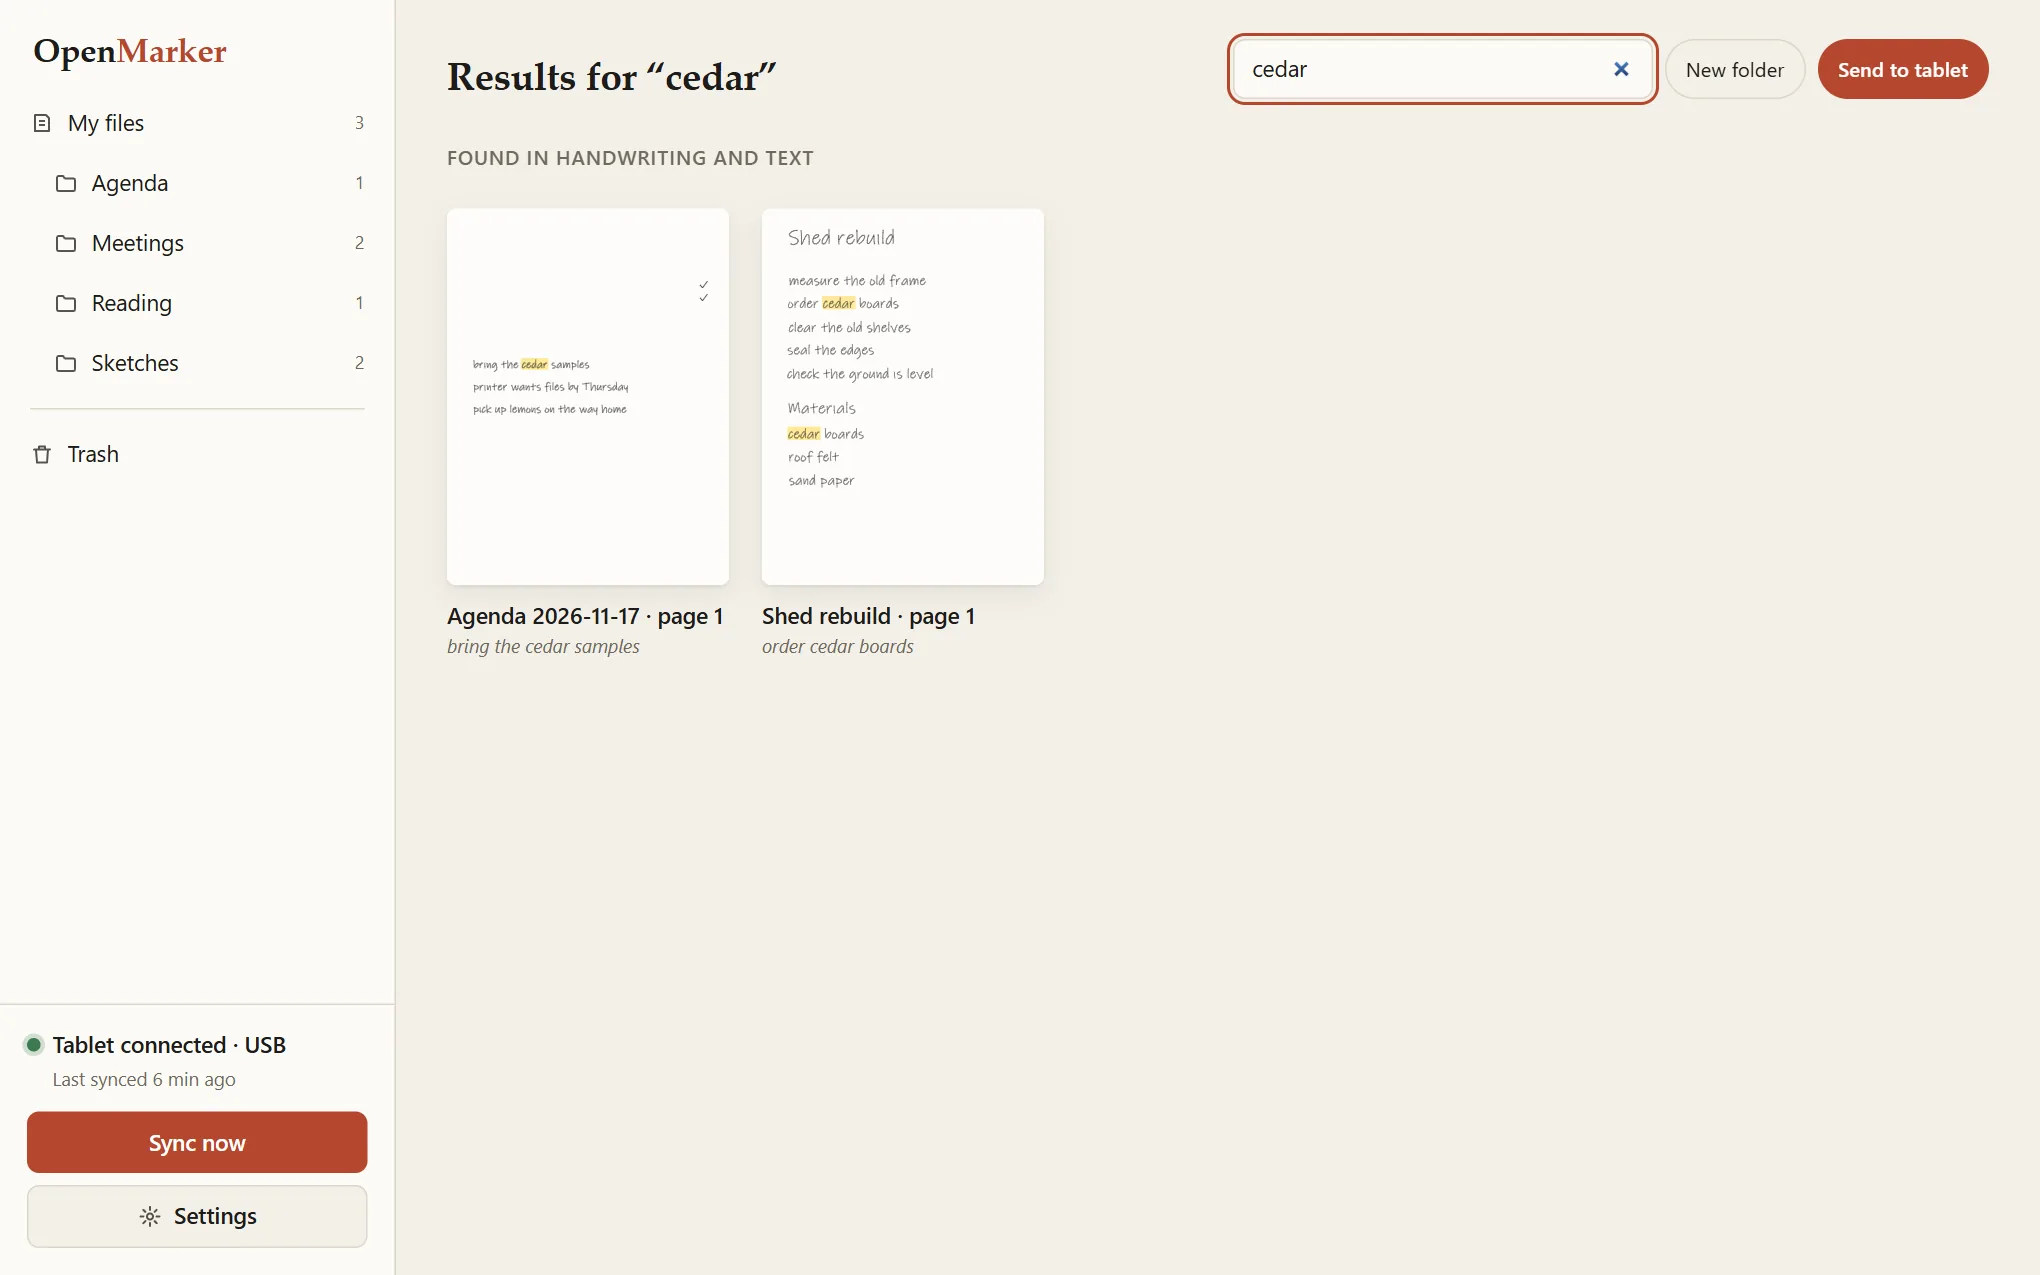 OpenMarker
My files 3
Agenda 1
Meetings 2
Reading 1
Sketches 2
Trash
Tablet connected · USB
Last synced 6 min ago
Sync now
Settings
Results for “cedar”
cedar
New folder
Send to tablet
FOUND IN HANDWRITING AND TEXT
bring the cedar samples
printer wants files by Thursday
pick up lemons on the way home
Agenda 2026-11-17 · page 1
bring the cedar samples
Shed rebuild
measure the old frame
order cedar boards
clear the old shelves
seal the edges
check the ground is level
Materials
cedar boards
roof felt
sand paper
Shed rebuild · page 1
order cedar boards